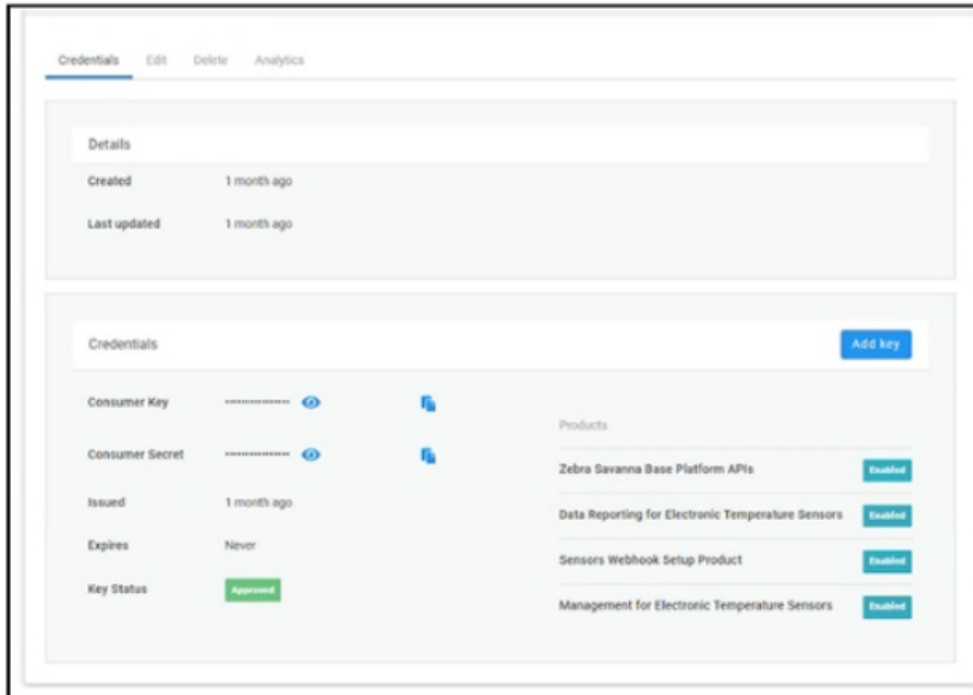 Credentials Edit Delete Analytics
Details
Created 1 month ago
Last updated 1 month ago
Credentials Add key
Consumer Key ••••••••••••••••
Consumer Secret ••••••••••••••••
Issued 1 month ago
Expires Never
Key Status Approved
Products
Zebra Savanna Base Platform APIs Enabled
Data Reporting for Electronic Temperature Sensors Enabled
Sensors Webhook Setup Product Enabled
Management for Electronic Temperature Sensors Enabled